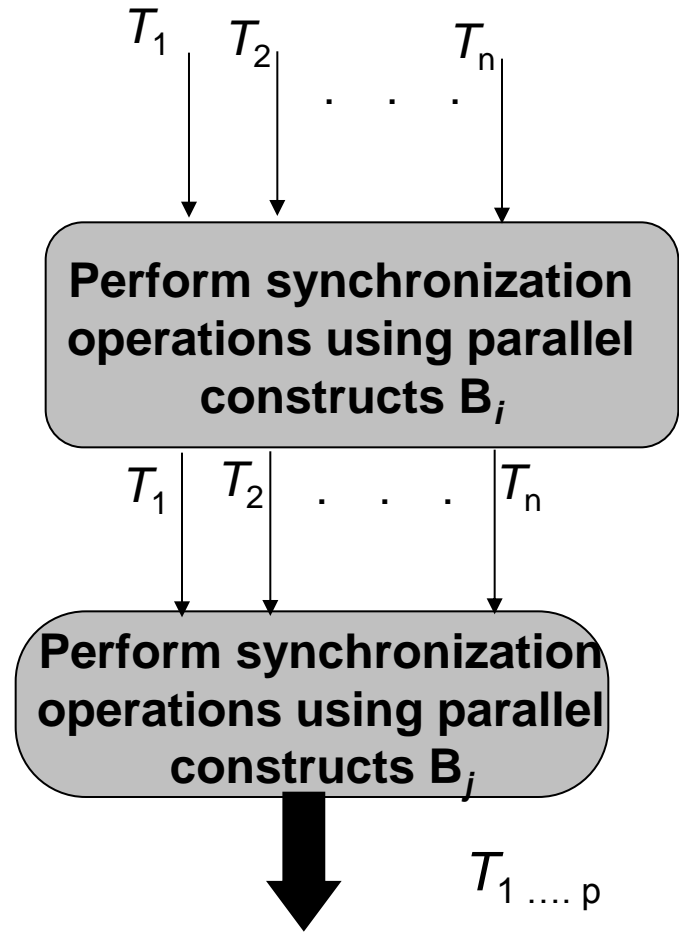 T1 T2 . . . Tn
Perform synchronization
operations using parallel
constructs Bi
T1 T2 . . . Tn
Perform synchronization
operations using parallel
constructs Bj
T1 .... p